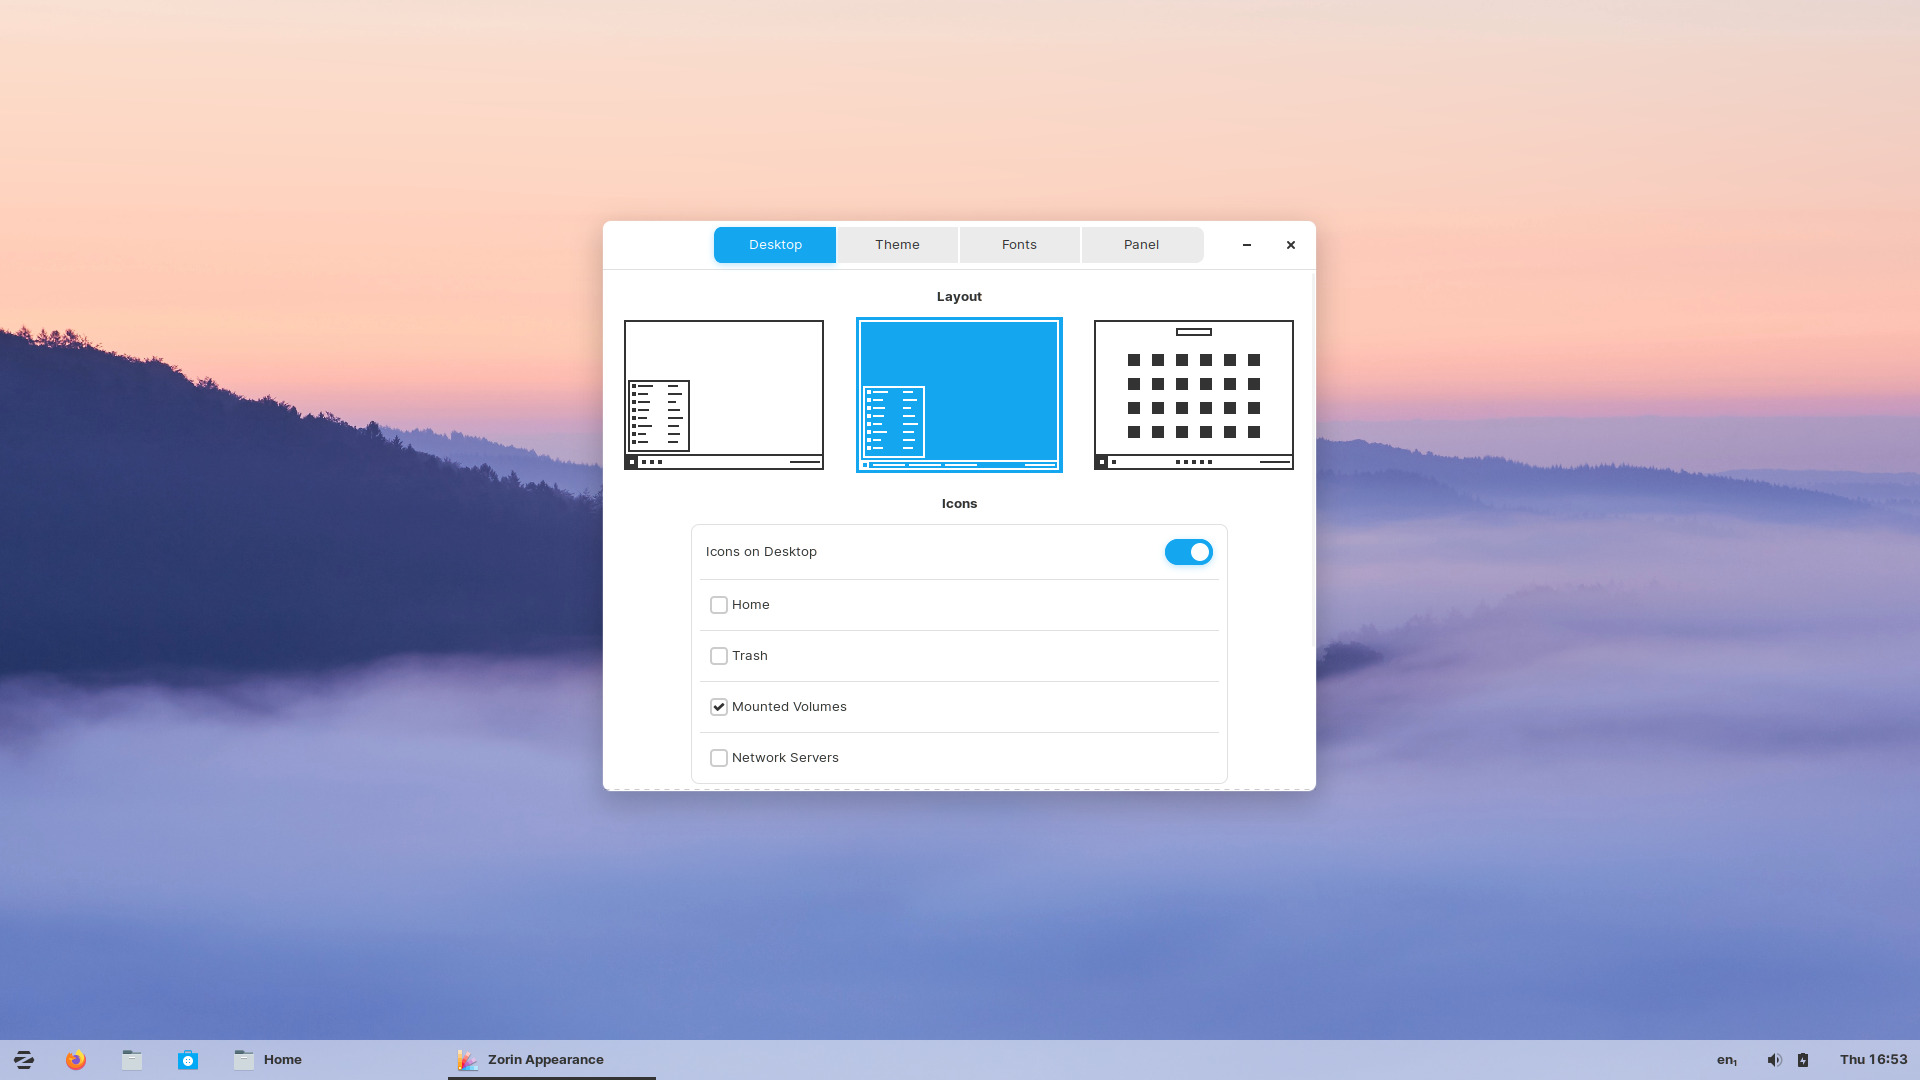 Desktop Theme Fonts Panel
Layout
Icons
Icons on Desktop
Home
Trash
Mounted Volumes
Network Servers
Home Zorin Appearance en₁ Thu 16:53